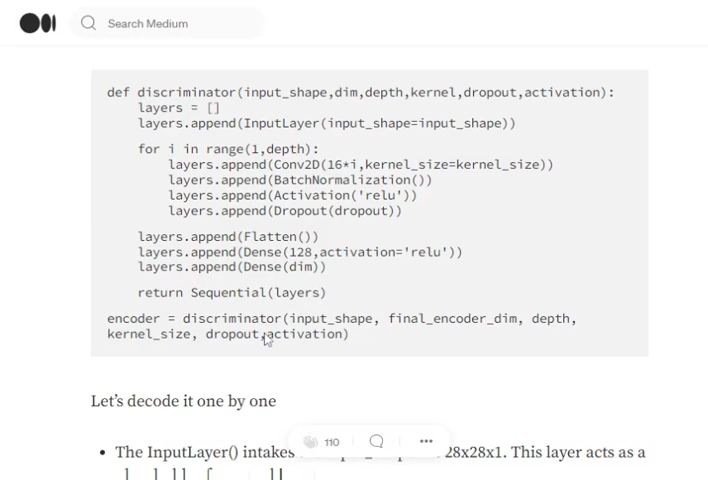 Search Medium
def discriminator(input_shape,dim,depth,kernel,dropout,activation):
layers = []
layers.append(InputLayer(input_shape=input_shape))
for i in range(1,depth):
layers.append(Conv2D(16*i,kernel_size=kernel_size))
layers.append(BatchNormalization())
layers.append(Activation('relu'))
layers.append(Dropout(dropout))
layers.append(Flatten())
layers.append(Dense(128,activation='relu'))
layers.append(Dense(dim))
return Sequential(layers)
encoder = discriminator(input_shape, final_encoder_dim, depth,
kernel_size, dropout,activation)
Let’s decode it one by one
110
The InputLayer() intakes 28x28x1. This layer acts as a